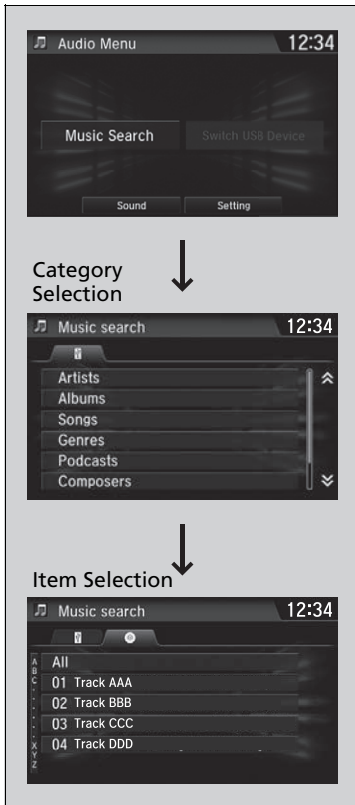 Audio Menu 12:34
Music Search Switch USB Device
Sound Setting
Category
Selection
Music search 12:34
Artists
Albums
Songs
Genres
Podcasts
Composers
Item Selection
Music search 12:34
All
01 Track AAA
02 Track BBB
03 Track CCC
04 Track DDD
A
B
C
X
Y
Z